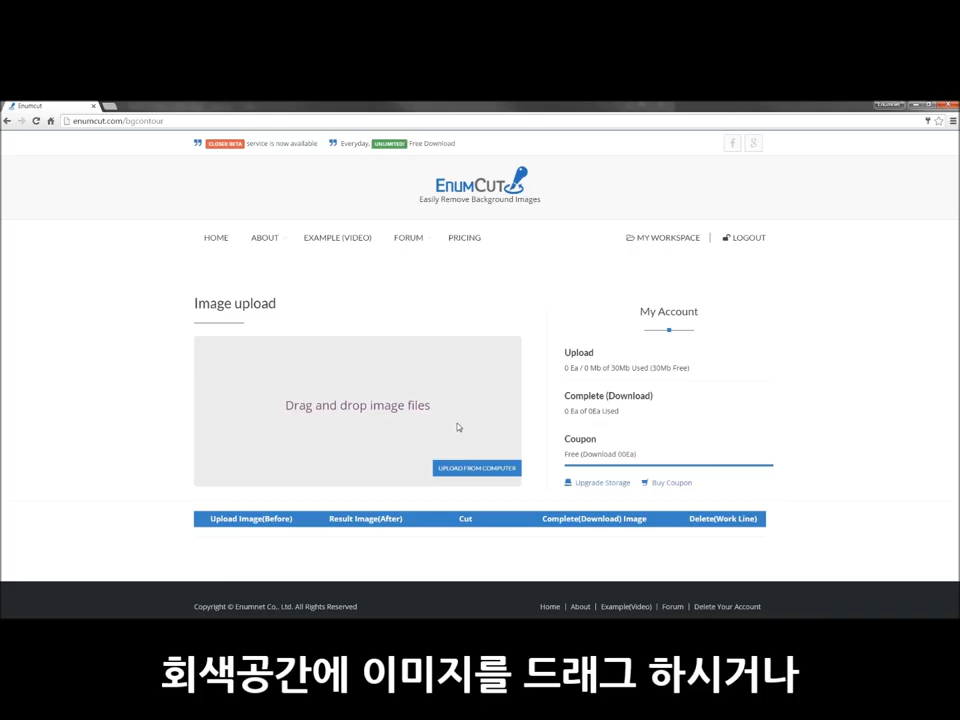 Enumcut
Enumnet
enumcut.com/bgcontour
CLOSED BETA service is now available Everyday, UNLIMITED! Free Download
f g
ENUMCUT
Easily Remove Background Images
HOME ABOUT EXAMPLE (VIDEO) FORUM PRICING MY WORKSPACE | LOGOUT
Image upload
Drag and drop image files
UPLOAD FROM COMPUTER
My Account
Upload
0 Ea / 0 Mb of 30Mb Used (30Mb Free)
Complete (Download)
0 Ea of 0Ea Used
Coupon
Free (Download 00Ea)
Upgrade Storage Buy Coupon
Upload Image(Before) Result Image(After) Cut Complete(Download) Image Delete(Work Line)
Copyright © Enumnet Co,. Ltd. All Rights Reserved Home | About | Example(Video) | Forum | Delete Your Account
회색공간에 이미지를 드래그 하시거나